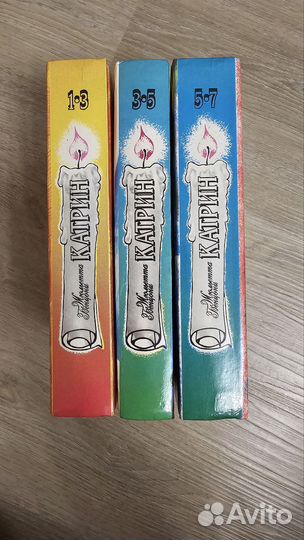 1•3
КАТРИН
Жюльетта
Бенцони
3•5
КАТРИН
Жюльетта
Бенцони
5•7
КАТРИН
Жюльетта
Бенцони
Avito